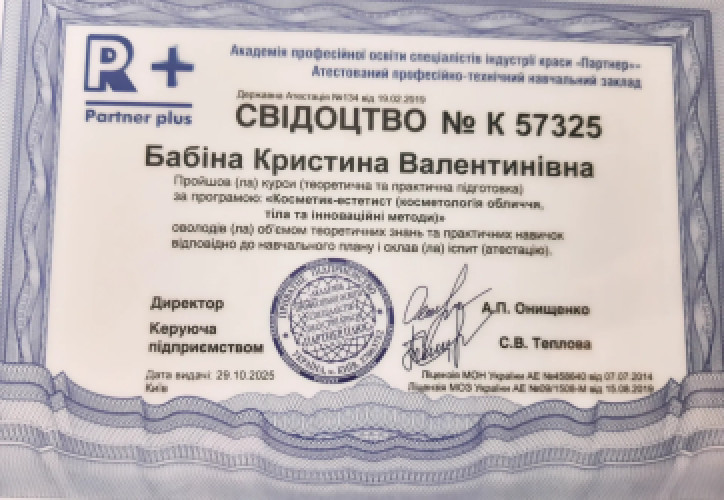 R +
Partner plus
Академія професійної освіти спеціалістів індустрії краси «Партнер+»
Атестований професійно-технічний навчальний заклад
Державна Атестація №134 від 19.02.2019
СВІДОЦТВО № К 57325
Бабіна Кристина Валентинівна
Пройшов (ла) курси (теоретична та практична підготовка)
за програмою: «Косметик-естетист (косметологія обличчя,
тіла та інноваційні методи)»
оволодів (ла) об'ємом теоретичних знань та практичних навичок
відповідно до навчального плану і склав (ла) іспит (атестацію).
Директор
А.П. Онищенко
Керуюча
підприємством
С.В. Теплова
Дата видачі: 29.10.2025
Київ
Ліцензія МОН України АЕ №458640 від 07.07.2014
Ліцензія МОЗ України АЕ від 15.08.2019